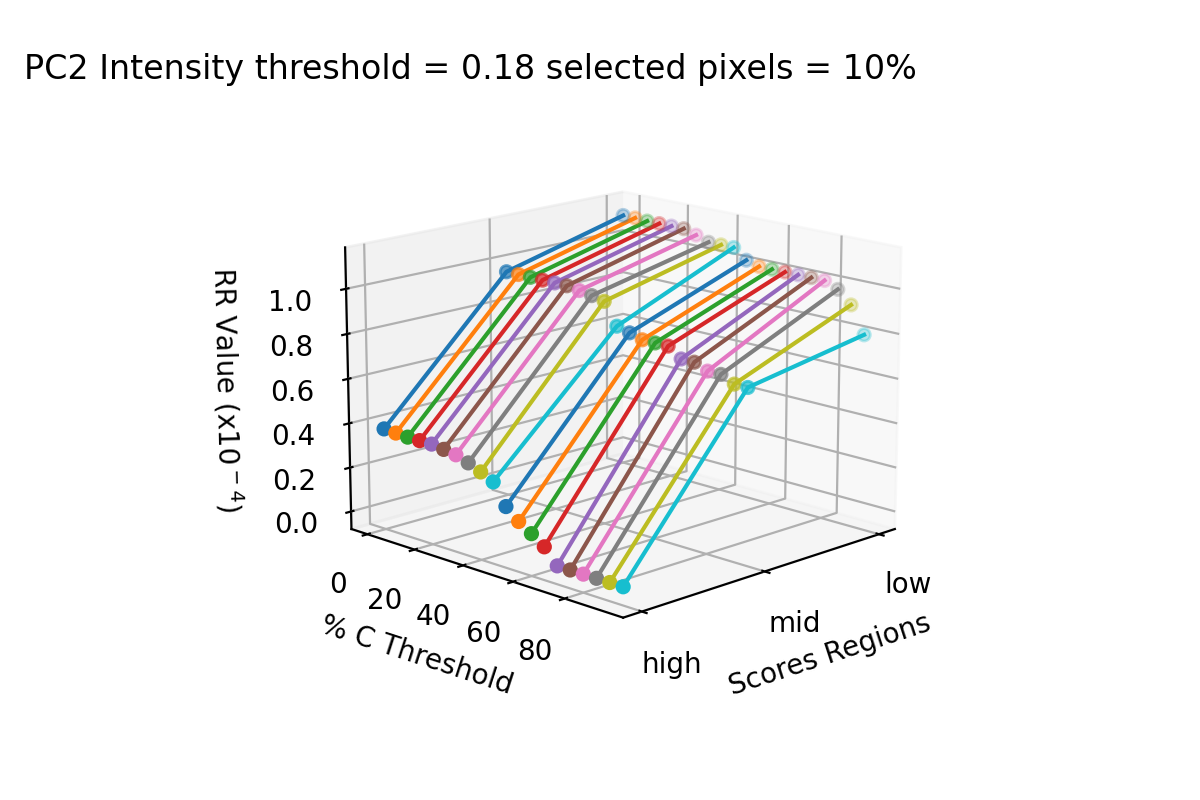 PC2 Intensity threshold = 0.18 selected pixels = 10%
RR Value (x10⁻⁴)
1.0
0.8
0.6
0.4
0.2
0.0
0
20
40
60
80
% C Threshold
high
mid
low
Scores Regions